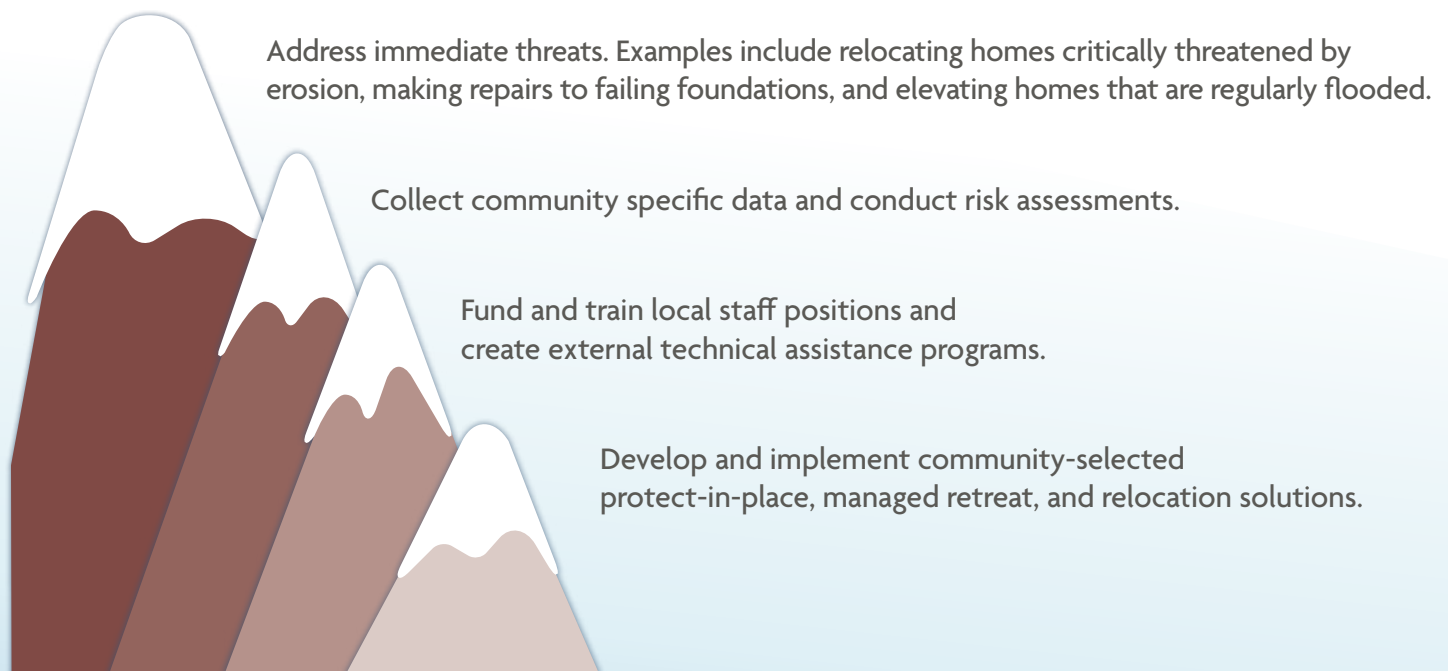 Address immediate threats. Examples include relocating homes critically threatened by
erosion, making repairs to failing foundations, and elevating homes that are regularly flooded.
Collect community specific data and conduct risk assessments.
Fund and train local staff positions and
create external technical assistance programs.
Develop and implement community-selected
protect-in-place, managed retreat, and relocation solutions.